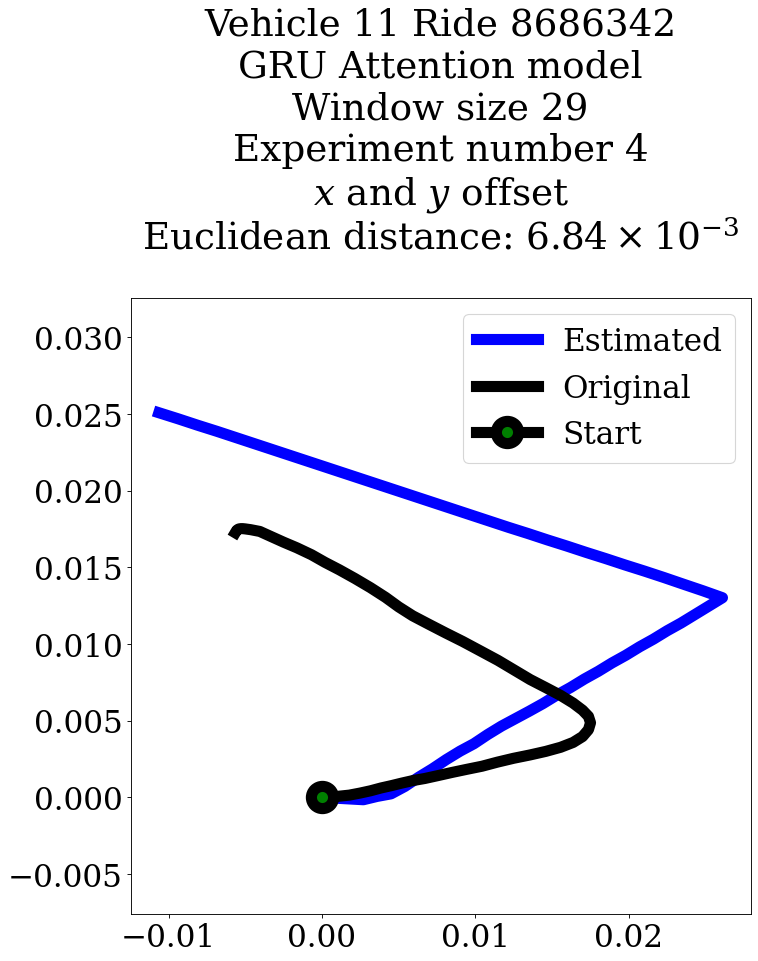 Vehicle 11 Ride 8686342
GRU Attention model
Window size 29
Experiment number 4
x and y offset
Euclidean distance: 6.84 × 10⁻³
Estimated
Original
Start
0.030
0.025
0.020
0.015
0.010
0.005
0.000
−0.005
−0.01 0.00 0.01 0.02